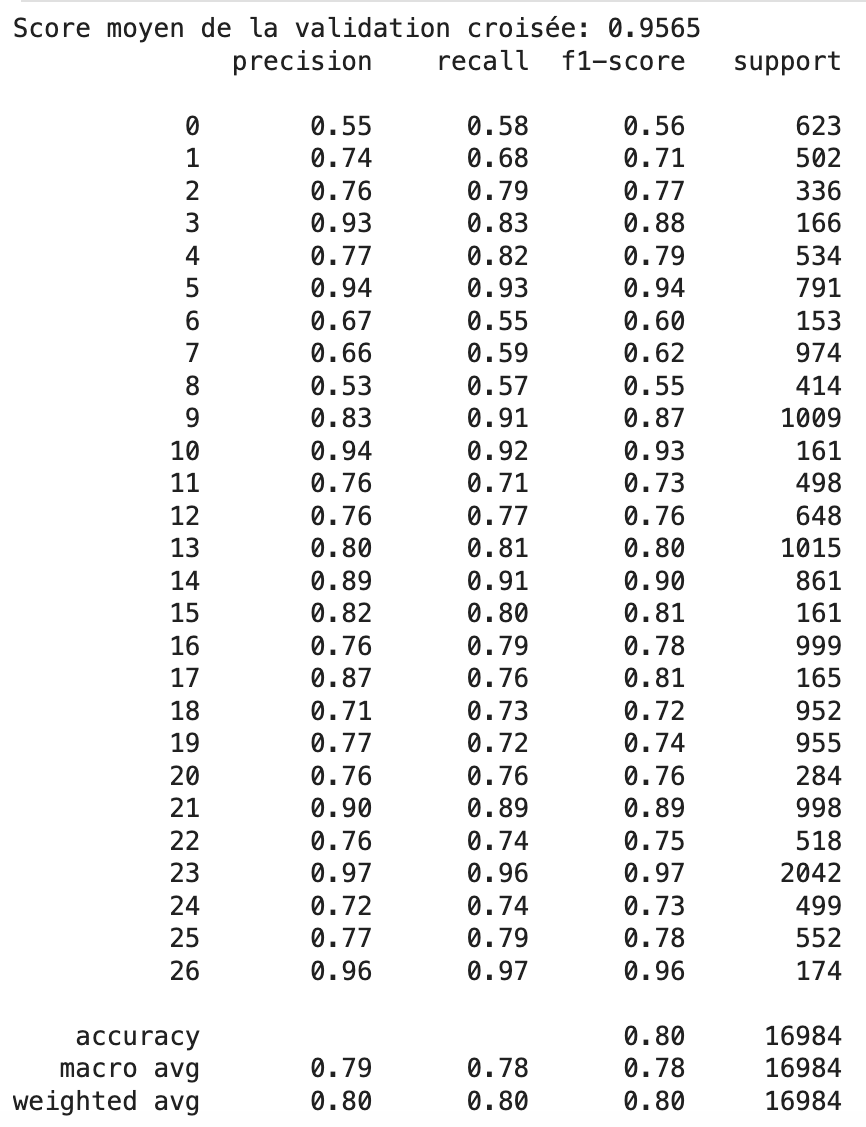 Score moyen de la validation croisée: 0.9565
precision recall f1-score support
0 0.55 0.58 0.56 623
1 0.74 0.68 0.71 502
2 0.76 0.79 0.77 336
3 0.93 0.83 0.88 166
4 0.77 0.82 0.79 534
5 0.94 0.93 0.94 791
6 0.67 0.55 0.60 153
7 0.66 0.59 0.62 974
8 0.53 0.57 0.55 414
9 0.83 0.91 0.87 1009
10 0.94 0.92 0.93 161
11 0.76 0.71 0.73 498
12 0.76 0.77 0.76 648
13 0.80 0.81 0.80 1015
14 0.89 0.91 0.90 861
15 0.82 0.80 0.81 161
16 0.76 0.79 0.78 999
17 0.87 0.76 0.81 165
18 0.71 0.73 0.72 952
19 0.77 0.72 0.74 955
20 0.76 0.76 0.76 284
21 0.90 0.89 0.89 998
22 0.76 0.74 0.75 518
23 0.97 0.96 0.97 2042
24 0.72 0.74 0.73 499
25 0.77 0.79 0.78 552
26 0.96 0.97 0.96 174
accuracy 0.80 16984
macro avg 0.79 0.78 0.78 16984
weighted avg 0.80 0.80 0.80 16984